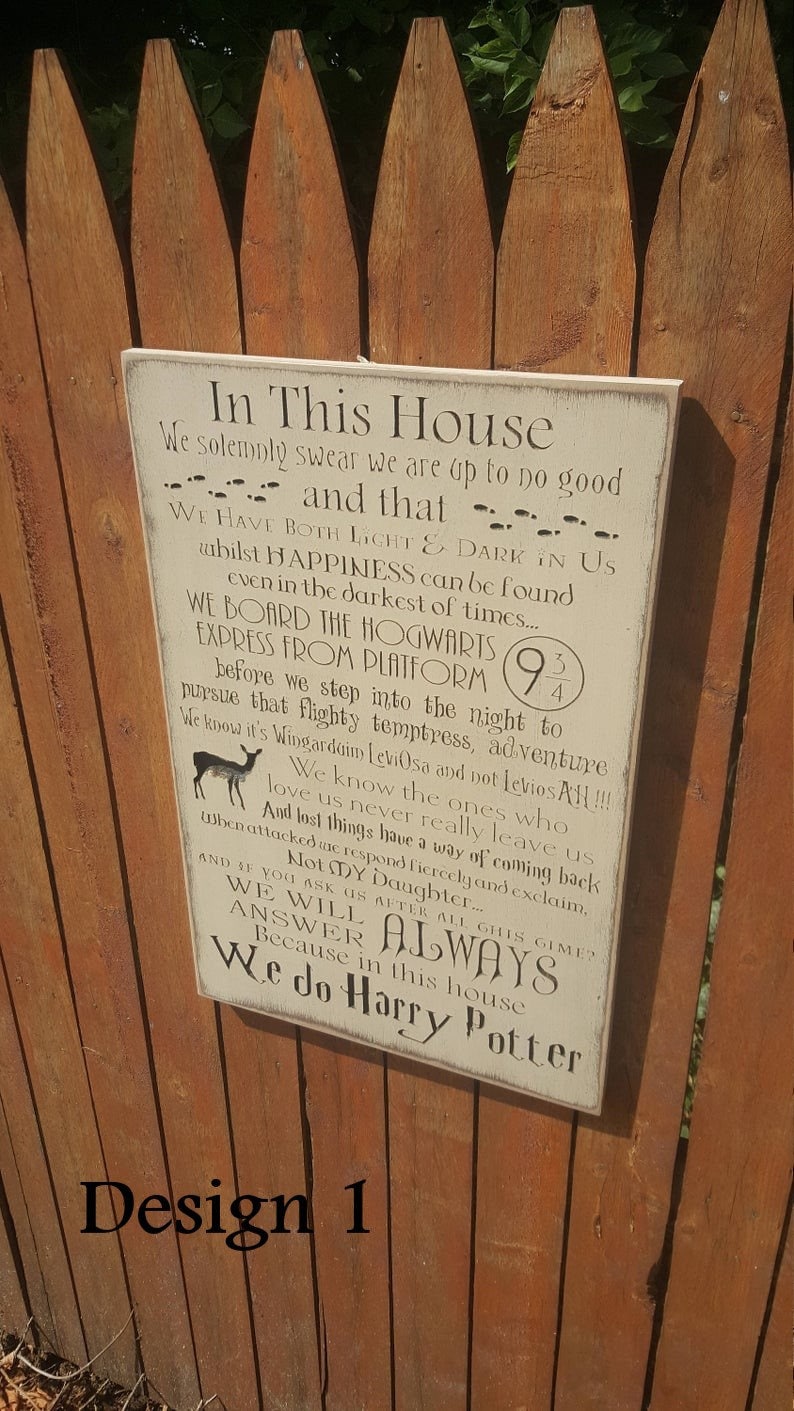 In This House
We solemnly swear we are up to no good
and that
We Have Both Light & Dark in Us
whilst HAPPINESS can be found
even in the darkest of times...
WE BOARD THE HOGWARTS
EXPRESS FROM PLATFORM 9 3/4
before we step into the night to
pursue that flighty temptress, adventure
We know it's Wingarduim LeviOsa and not LeviosAH!!!
We know the ones who
love us never really leave us
And lost things have a way of coming back
When attacked we respond fiercely and exclaim,
Not MY Daughter...
AND IF YOU ASK US AFTER ALL THIS TIME?
WE WILL
ANSWER ALWAYS
Because in this house
We do Harry Potter
Design 1